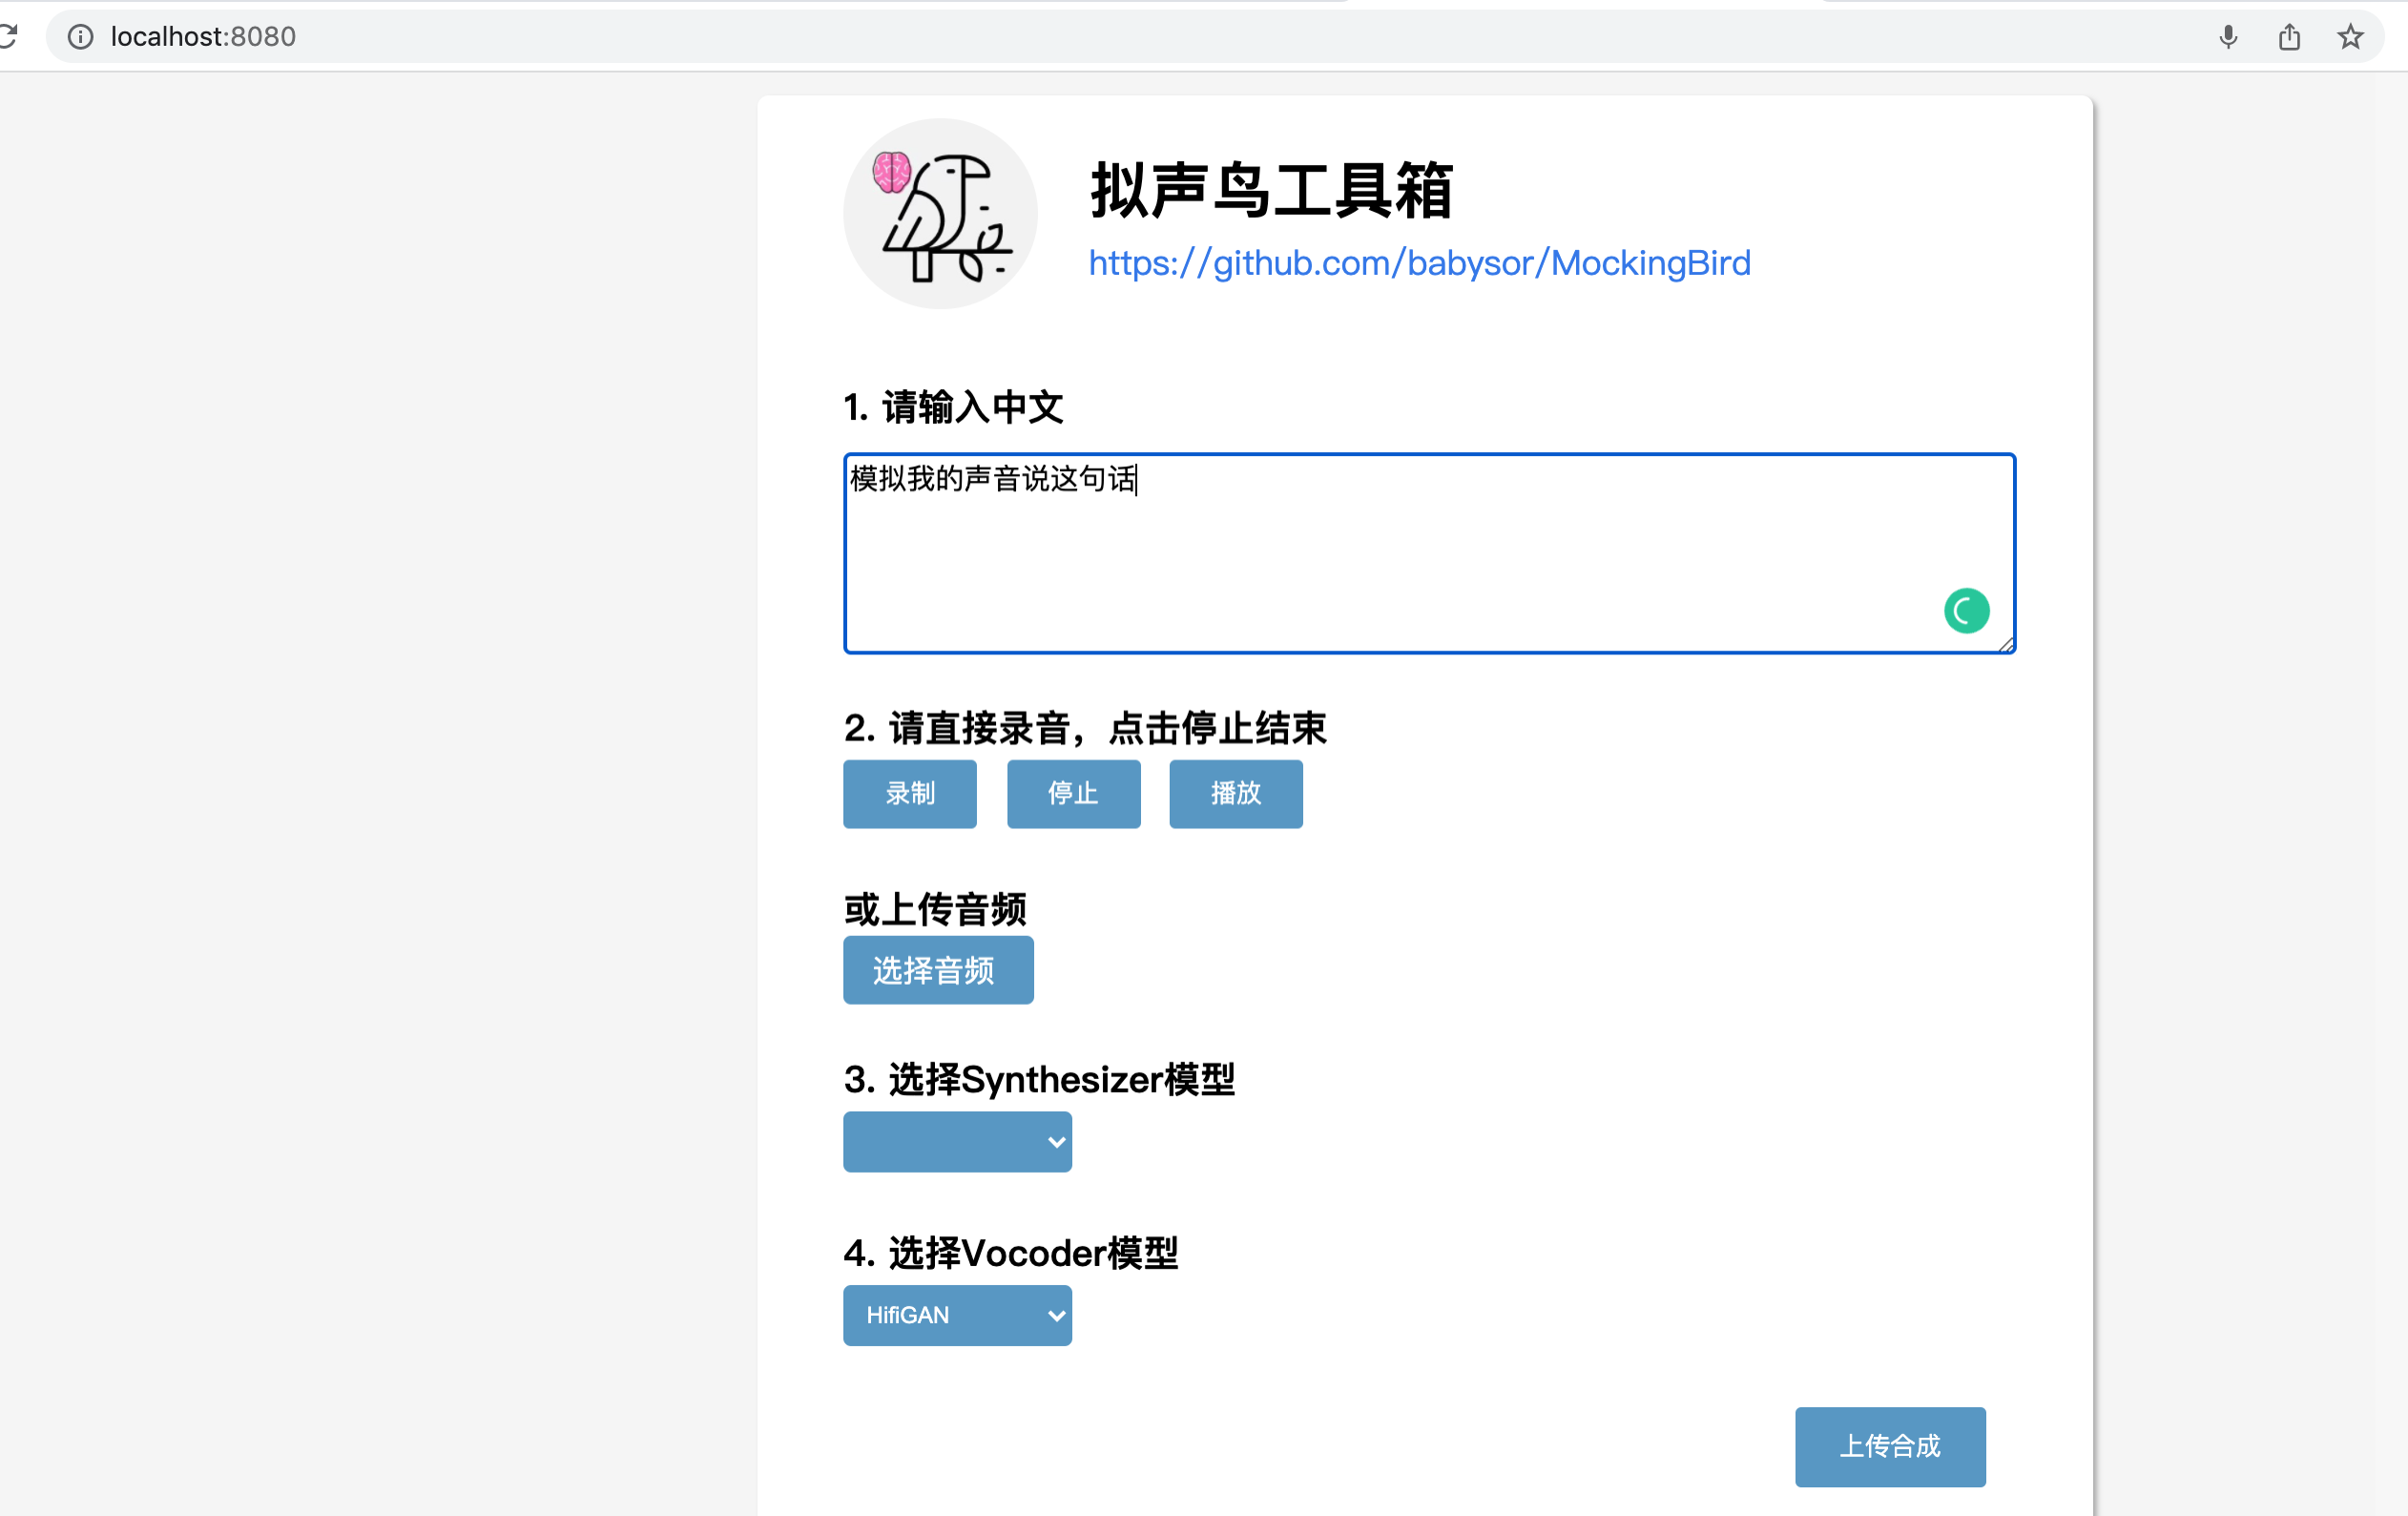 localhost:8080
拟声鸟工具箱
https://github.com/babysor/MockingBird
1. 请输入中文
模拟我的声音说这句话
2. 请直接录音，点击停止结束
录制 停止 播放
或上传音频
选择音频
3. 选择Synthesizer模型
4. 选择Vocoder模型
HifiGAN
上传合成